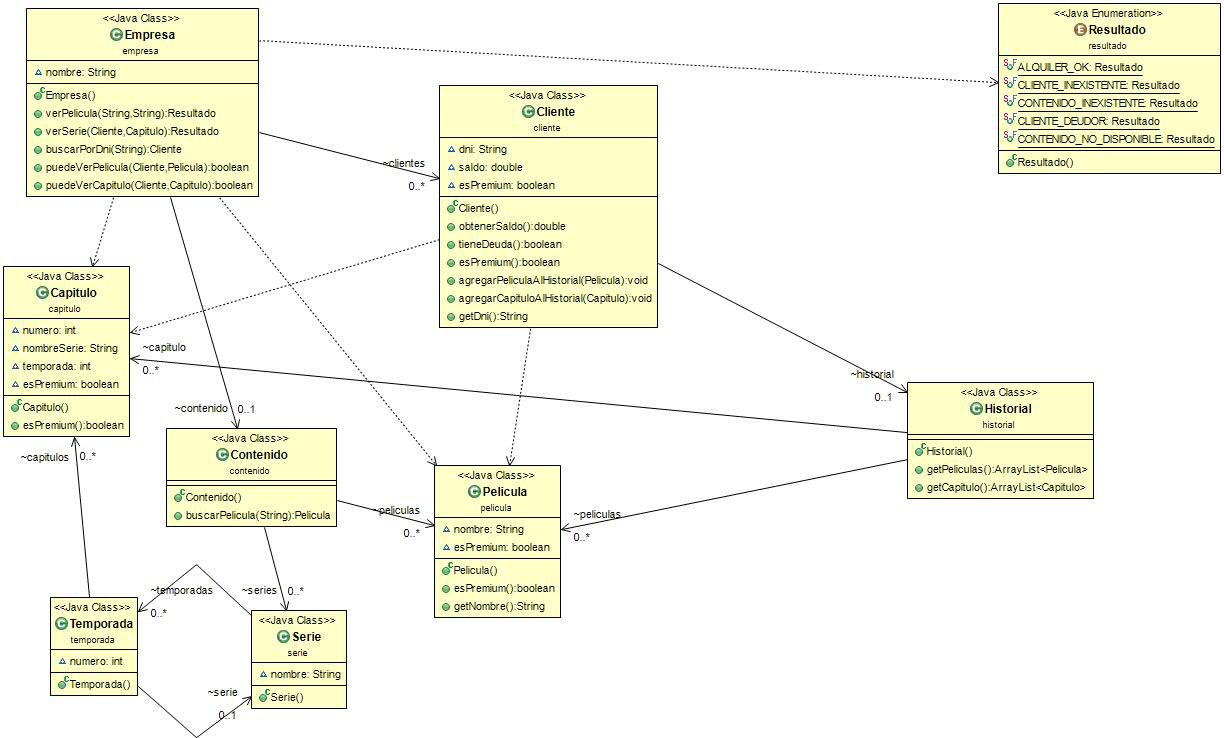 <<Java Class>>
Empresa
empresa
nombre: String
Empresa()
verPelicula(String,String):Resultado
verSerie(Cliente,Capitulo):Resultado
buscarPorDni(String):Cliente
puedeVerPelicula(Cliente,Pelicula):boolean
puedeVerCapitulo(Cliente,Capitulo):boolean
<<Java Enumeration>>
Resultado
resultado
ALQUILER_OK: Resultado
CLIENTE_INEXISTENTE: Resultado
CONTENIDO_INEXISTENTE: Resultado
CLIENTE_DEUDOR: Resultado
CONTENIDO_NO_DISPONIBLE: Resultado
Resultado()
~clientes
0..*
<<Java Class>>
Cliente
cliente
dni: String
saldo: double
esPremium: boolean
Cliente()
obtenerSaldo():double
tieneDeuda():boolean
esPremium():boolean
agregarPeliculaAlHistorial(Pelicula):void
agregarCapituloAlHistorial(Capitulo):void
getDni():String
<<Java Class>>
Capitulo
capitulo
numero: int
nombreSerie: String
temporada: int
esPremium: boolean
Capitulo()
esPremium():boolean
~capitulo
0..*
~historial
0..1
<<Java Class>>
Historial
historial
Historial()
getPeliculas():ArrayList<Pelicula>
getCapitulo():ArrayList<Capitulo>
~contenido 0..1
<<Java Class>>
Contenido
contenido
Contenido()
buscarPelicula(String):Pelicula
~capitulos 0..*
~peliculas
0..*
<<Java Class>>
Pelicula
pelicula
nombre: String
esPremium: boolean
Pelicula()
esPremium():boolean
getNombre():String
~peliculas
0..*
~temporadas
0..*
~series 0..*
<<Java Class>>
Temporada
temporada
numero: int
Temporada()
<<Java Class>>
Serie
serie
nombre: String
Serie()
~serie
0..1